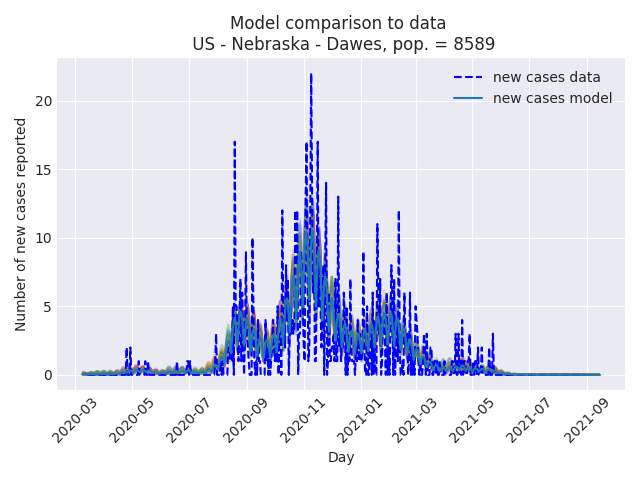 Model comparison to data
US - Nebraska - Dawes, pop. = 8589
new cases data
new cases model
Number of new cases reported
20
15
10
5
0
2020-03
2020-05
2020-07
2020-09
2020-11
2021-01
2021-03
2021-05
2021-07
2021-09
Day